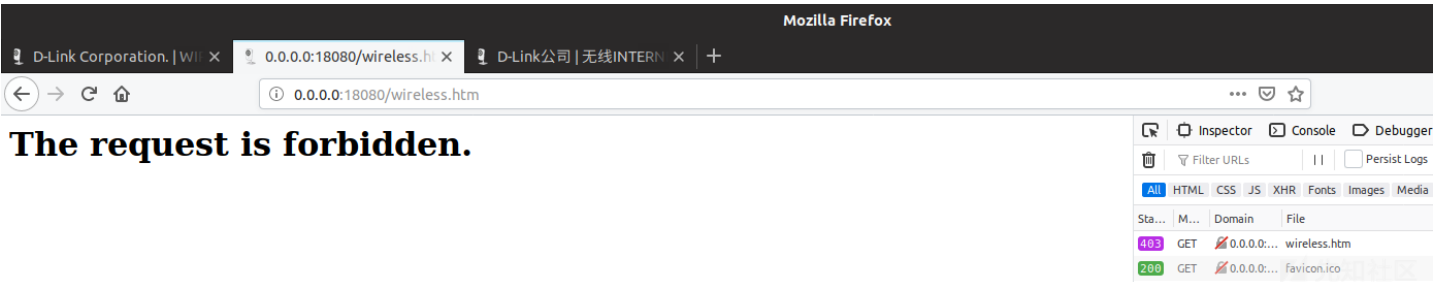 Mozilla Firefox
D-Link Corporation. | WIF
0.0.0.0:18080/wireless.h
D-Link公司 | 无线INTERN
0.0.0.0:18080/wireless.htm
The request is forbidden.
Inspector Console Debugger
Filter URLs || Persist Logs
All HTML CSS JS XHR Fonts Images Media
Sta... M... Domain File
403 GET 0.0.0.0:... wireless.htm
200 GET 0.0.0.0:... favicon.ico